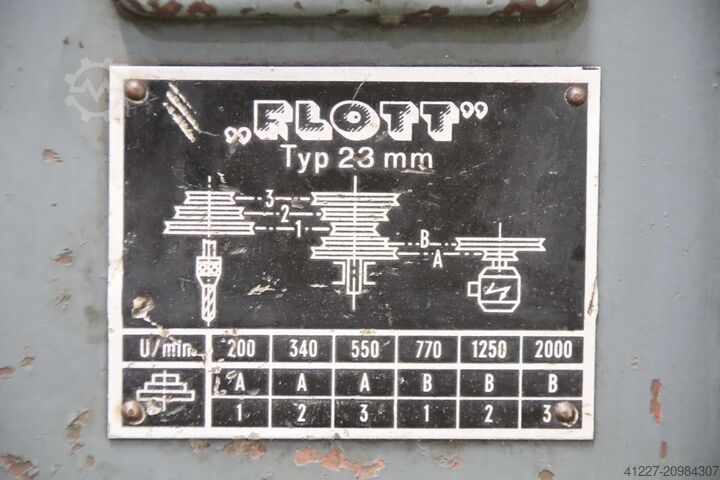 „FLOTT”
Typ 23 mm
3
2
1
B
A
U/min. 200 340 550 770 1250 2000
A A A B B B
1 2 3 1 2 3
41227-20984307